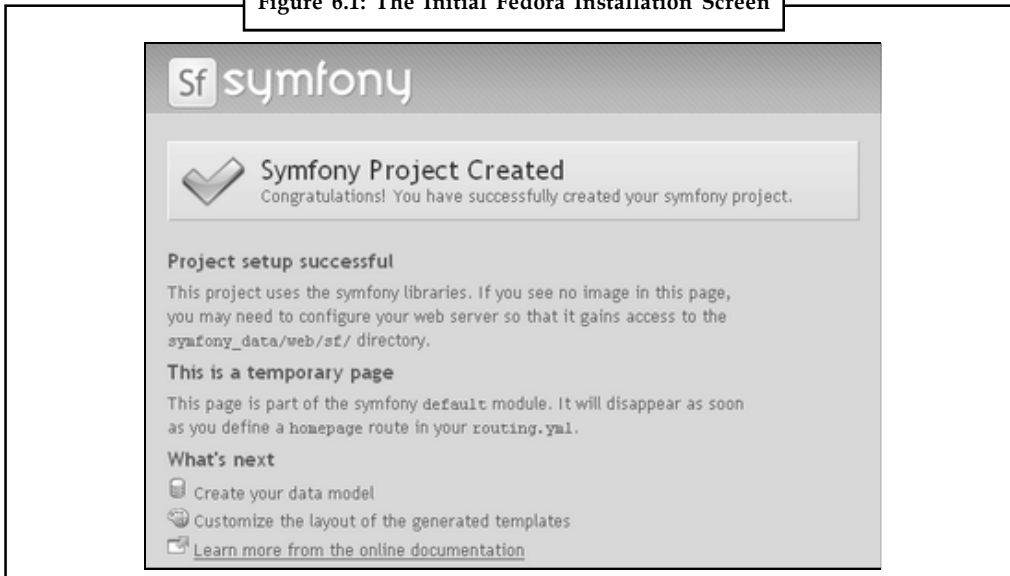 Figure 6.1: The Initial Fedora Installation Screen
Sf symfony
Symfony Project Created
Congratulations! You have successfully created your symfony project.
Project setup successful
This project uses the symfony libraries. If you see no image in this page,
you may need to configure your web server so that it gains access to the
symfony_data/web/sf/ directory.
This is a temporary page
This page is part of the symfony default module. It will disappear as soon
as you define a homepage route in your routing.yml.
What's next
Create your data model
Customize the layout of the generated templates
Learn more from the online documentation